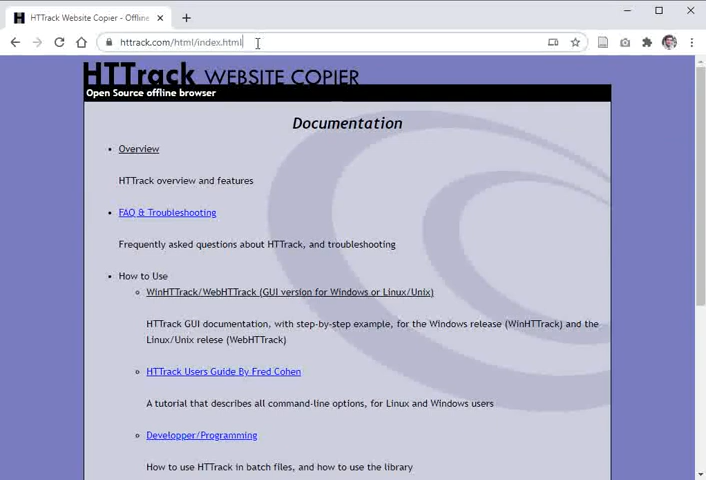 HTTrack Website Copier - Offline
httrack.com/html/index.html
HTTrack WEBSITE COPIER
Open Source offline browser
Documentation
Overview
HTTrack overview and features
FAQ & Troubleshooting
Frequently asked questions about HTTrack, and troubleshooting
How to Use
WinHTTrack/WebHTTrack (GUI version for Windows or Linux/Unix)
HTTrack GUI documentation, with step-by-step example, for the Windows release (WinHTTrack) and the
Linux/Unix relese (WebHTTrack)
HTTrack Users Guide By Fred Cohen
A tutorial that describes all command-line options, for Linux and Windows users
Developper/Programming
How to use HTTrack in batch files, and how to use the library